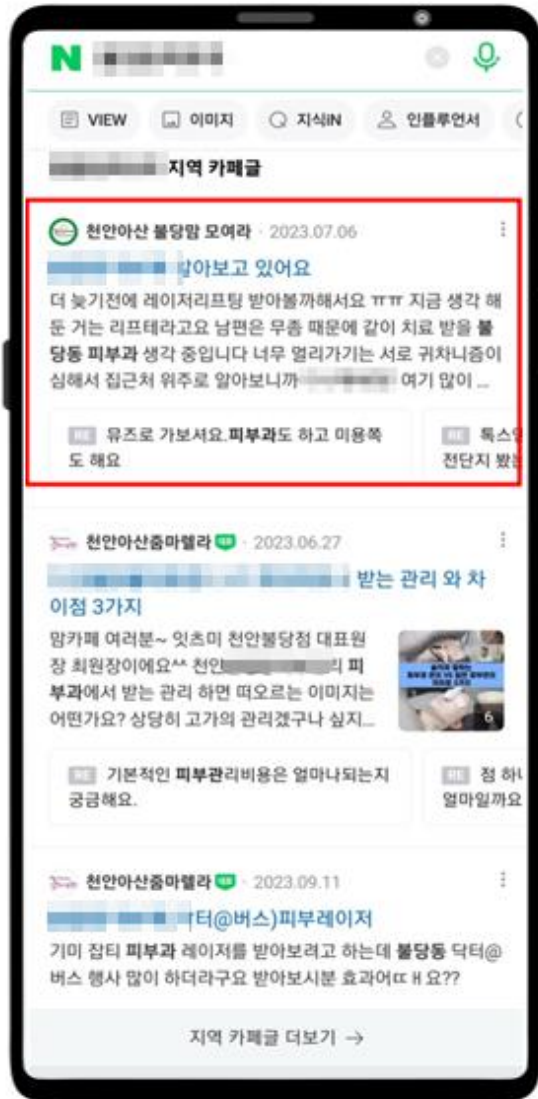 N
VIEW 이미지 지식iN 인플루언서
지역 카페글
천안아산 불당맘 모여라 · 2023.07.06
알아보고 있어요
더 늦기전에 레이저리프팅 받아볼까해서요 ㅠㅠ 지금 생각 해
둔 거는 리프테라고요 남편은 무좀 때문에 같이 치료 받을 불
당동 피부과 생각 중입니다 너무 멀리가기는 서로 귀차니즘이
심해서 집근처 위주로 알아보니까 여기 많이 ...
RE 뮤즈로 가보셔요.피부과도 하고 미용쪽
도 해요
RE 톡스
전단지 봤
천안아산줌마렐라 · 2023.06.27
받는 관리 와 차
이점 3가지
맘카페 여러분~ 잇츠미 천안불당점 대표원
장 최원장이에요^^ 천안 피
부과에서 받는 관리 하면 떠오르는 이미지는
어떤가요? 상당히 고가의 관리겠구나 싶지...
6
RE 기본적인 피부관리비용은 얼마나되는지
궁금해요.
RE 점 하
얼마일까요
천안아산줌마렐라 · 2023.09.11
터@버스)피부레이저
기미 잡티 피부과 레이저를 받아보려고 하는데 불당동 닥터@
버스 행사 많이 하더라구요 받아보시분 효과어ㄸㅐ요??
지역 카페글 더보기 →